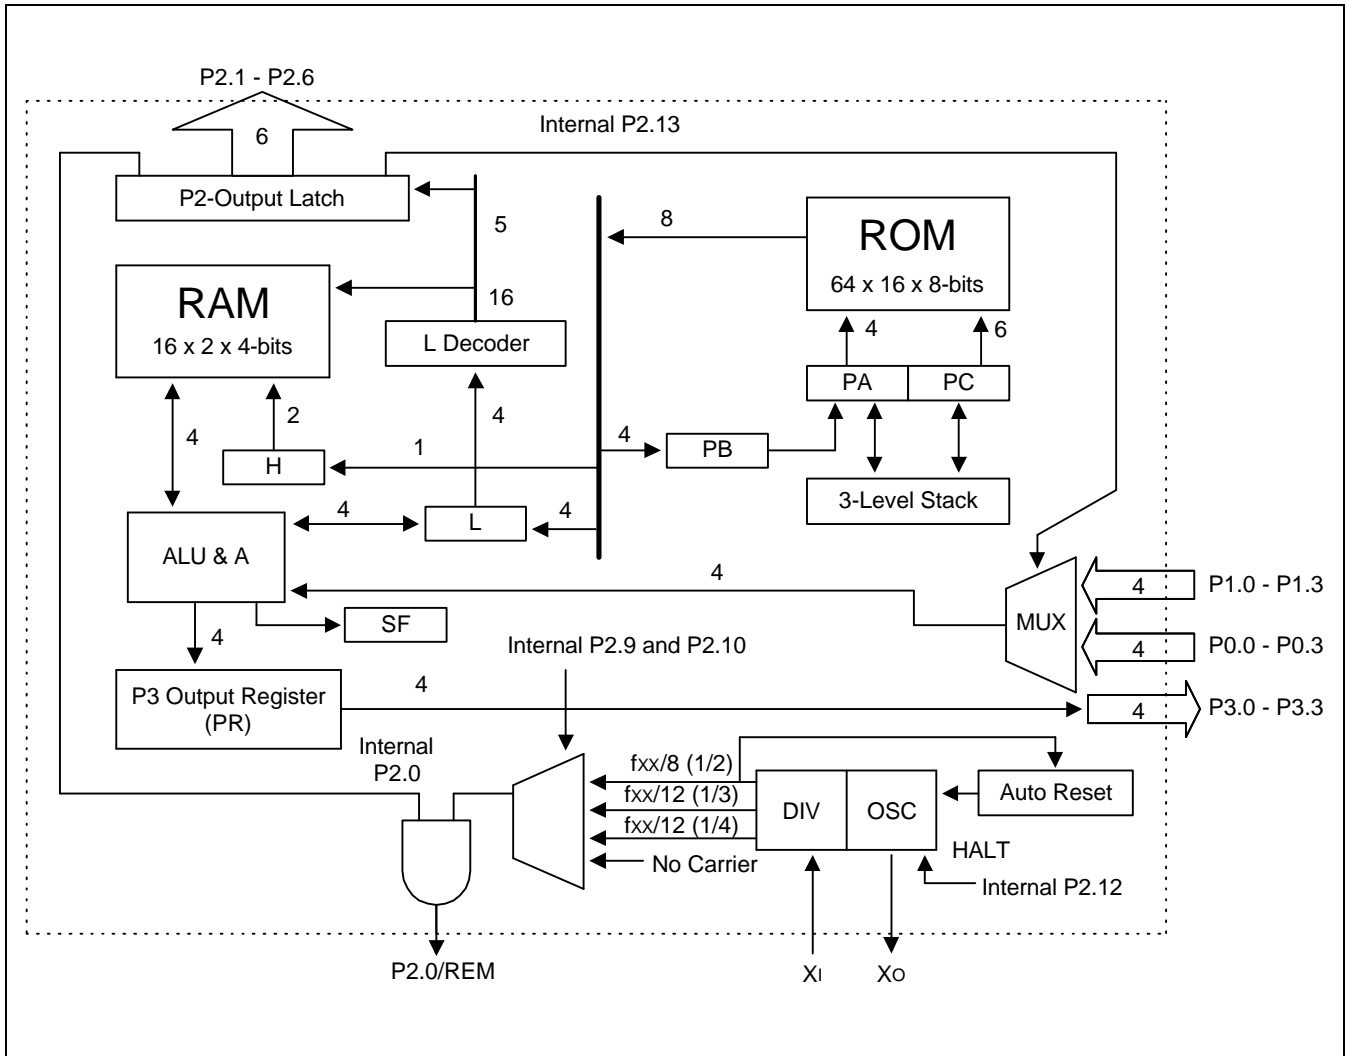 P2.1 - P2.6
6
Internal P2.13
P2-Output Latch
5
8
ROM
64 x 16 x 8-bits
RAM
16 x 2 x 4-bits
16
L Decoder
4
6
PA
PC
4
2
4
1
4
PB
H
3-Level Stack
4
L
4
ALU & A
4
MUX
4
P1.0 - P1.3
4
P0.0 - P0.3
SF
4
Internal P2.9 and P2.10
P3 Output Register
(PR)
4
4
P3.0 - P3.3
Internal
P2.0
fxx/8 (1/2)
fxx/12 (1/3)
fxx/12 (1/4)
No Carrier
DIV
OSC
Auto Reset
HALT
Internal P2.12
P2.0/REM
XI
XO